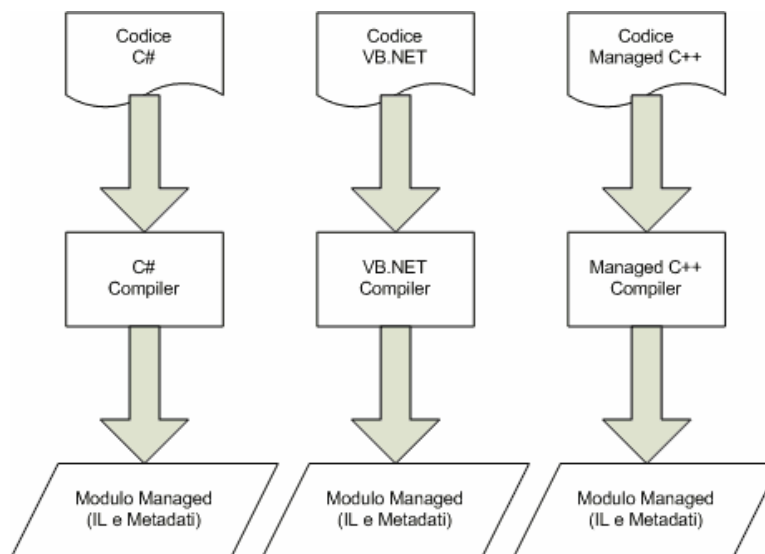 Codice
C#
Codice
VB.NET
Codice
Managed C++
C#
Compiler
VB.NET
Compiler
Managed C++
Compiler
Modulo Managed
(IL e Metadati)
Modulo Managed
(IL e Metadati)
Modulo Managed
(IL e Metadati)